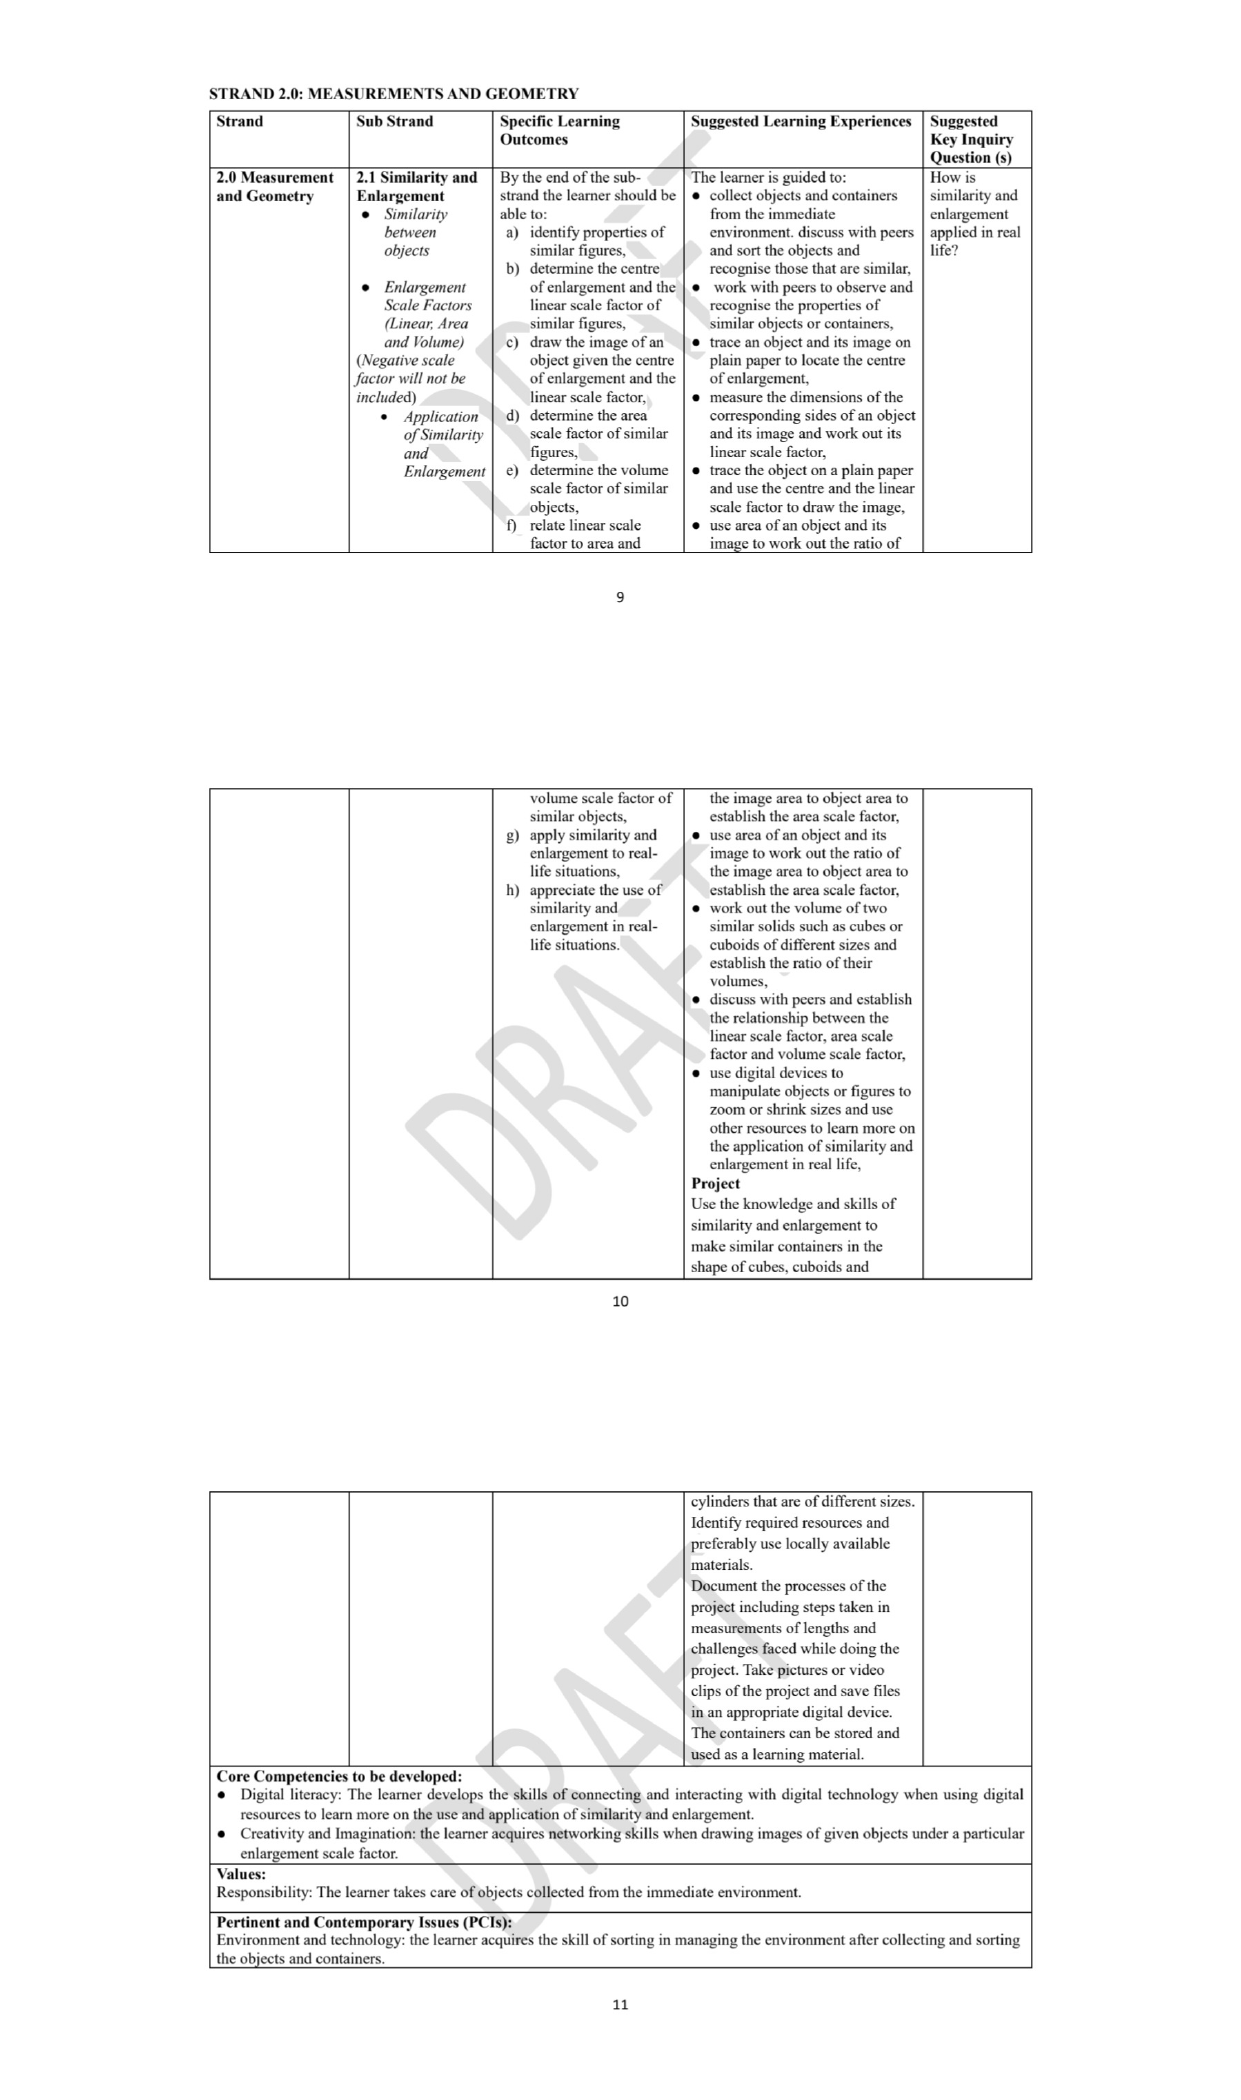 STRAND 2.0: MEASUREMENTS AND GEOMETRY
Strand
Sub Strand
Specific Learning
Outcomes
Suggested Learning Experiences
Suggested
Key Inquiry
Question (s)
2.0 Measurement
and Geometry
2.1 Similarity and
Enlargement
● Similarity
between
objects
● Enlargement
Scale Factors
(Linear, Area
and Volume)
(Negative scale
factor will not be
included)
● Application
of Similarity
and
Enlargement
By the end of the sub-
strand the learner should be
able to:
a) identify properties of
similar figures,
b) determine the centre
of enlargement and the
linear scale factor of
similar figures,
c) draw the image of an
object given the centre
of enlargement and the
linear scale factor,
d) determine the area
scale factor of similar
figures,
e) determine the volume
scale factor of similar
objects,
f) relate linear scale
factor to area and
The learner is guided to:
● collect objects and containers
from the immediate
environment. discuss with peers
and sort the objects and
recognise those that are similar,
● work with peers to observe and
recognise the properties of
similar objects or containers,
● trace an object and its image on
plain paper to locate the centre
of enlargement,
● measure the dimensions of the
corresponding sides of an object
and its image and work out its
linear scale factor,
● trace the object on a plain paper
and use the centre and the linear
scale factor to draw the image,
● use area of an object and its
image to work out the ratio of
How is
similarity and
enlargement
applied in real
life?
DRAFT
9
volume scale factor of
similar objects,
g) apply similarity and
enlargement to real-
life situations,
h) appreciate the use of
similarity and
enlargement in real-
life situations.
the image area to object area to
establish the area scale factor,
● use area of an object and its
image to work out the ratio of
the image area to object area to
establish the area scale factor,
● work out the volume of two
similar solids such as cubes or
cuboids of different sizes and
establish the ratio of their
volumes,
● discuss with peers and establish
the relationship between the
linear scale factor, area scale
factor and volume scale factor,
● use digital devices to
manipulate objects or figures to
zoom or shrink sizes and use
other resources to learn more on
the application of similarity and
enlargement in real life,
Project
Use the knowledge and skills of
similarity and enlargement to
make similar containers in the
shape of cubes, cuboids and
DRAFT
10
cylinders that are of different sizes.
Identify required resources and
preferably use locally available
materials.
Document the processes of the
project including steps taken in
measurements of lengths and
challenges faced while doing the
project. Take pictures or video
clips of the project and save files
in an appropriate digital device.
The containers can be stored and
used as a learning material.
DRAFT
Core Competencies to be developed:
● Digital literacy: The learner develops the skills of connecting and interacting with digital technology when using digital
resources to learn more on the use and application of similarity and enlargement.
● Creativity and Imagination: the learner acquires networking skills when drawing images of given objects under a particular
enlargement scale factor.
Values:
Responsibility: The learner takes care of objects collected from the immediate environment.
Pertinent and Contemporary Issues (PCIs):
Environment and technology: the learner acquires the skill of sorting in managing the environment after collecting and sorting
the objects and containers.
11